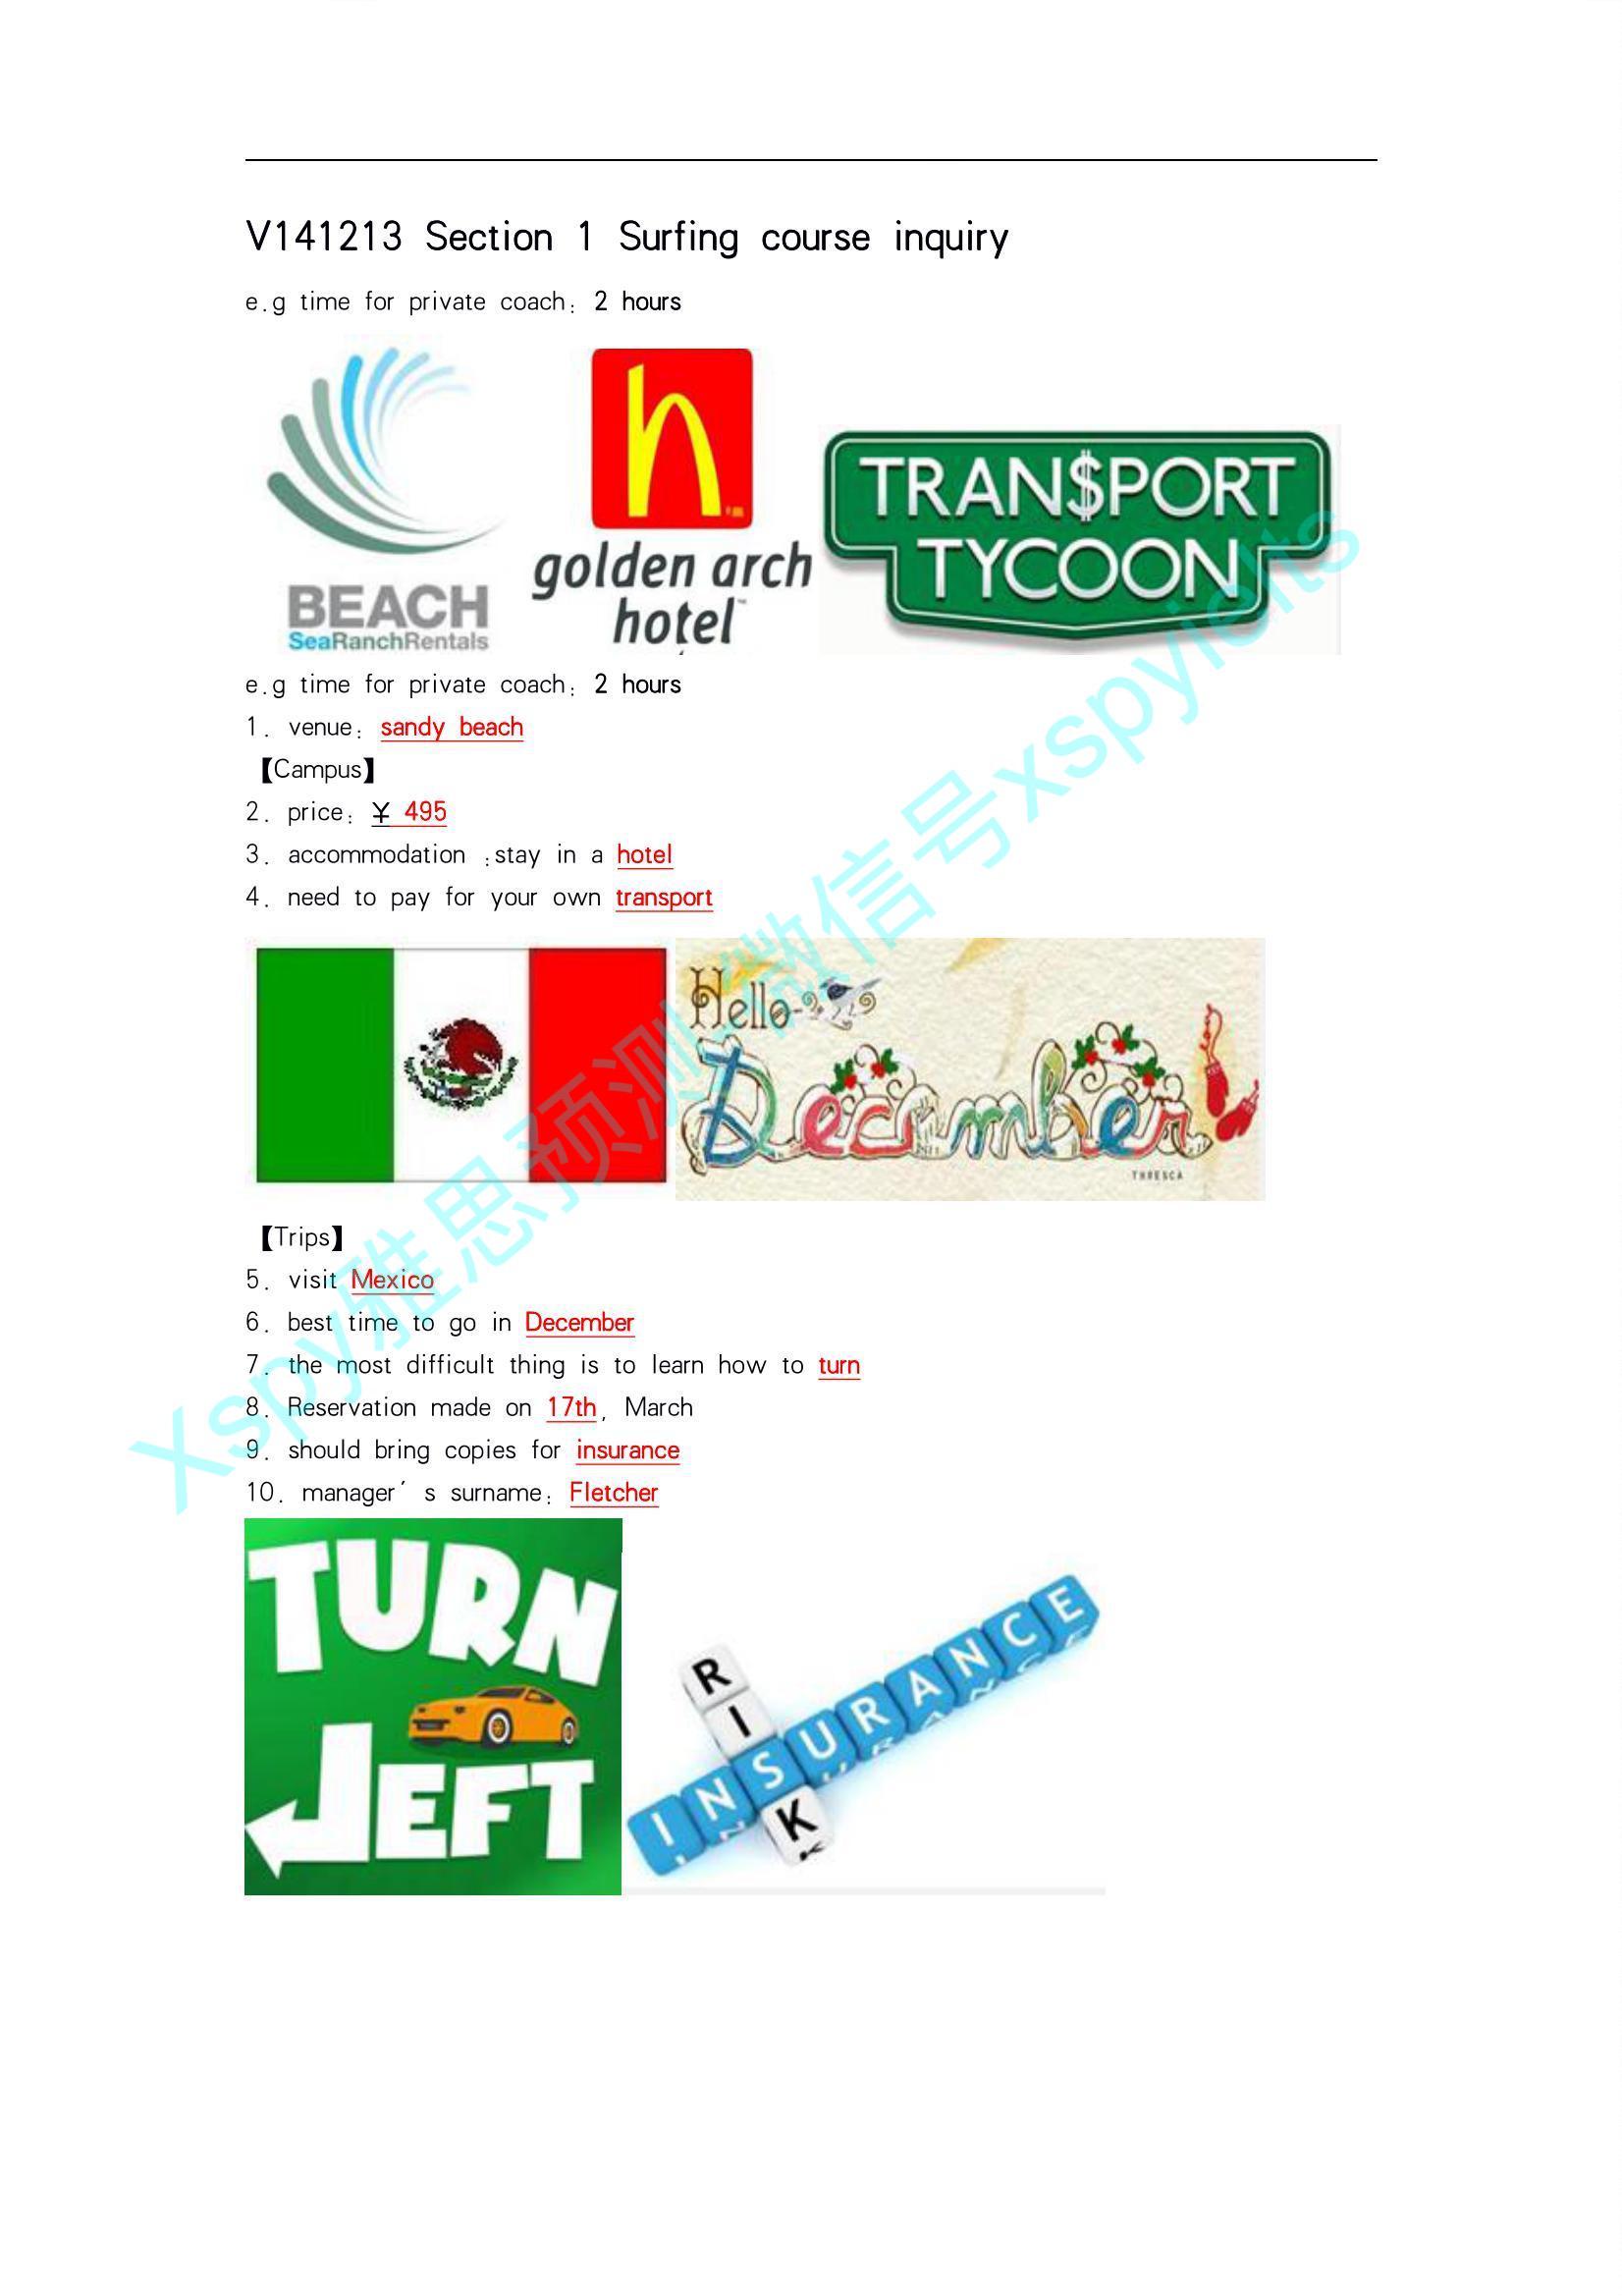 V141213 Section 1 Surfing course inquiry
e.g time for private coach: 2 hours
BEACH
SeaRanchRentals
h
golden arch
hotel™
TRAN$PORT
TYCOON
e.g time for private coach: 2 hours
1. venue: sandy beach
【Campus】
2. price: ¥ 495
3. accommodation :stay in a hotel
4. need to pay for your own transport
Hello
December
THRESCA
【Trips】
5. visit Mexico
6. best time to go in December
7. the most difficult thing is to learn how to turn
8. Reservation made on 17th, March
9. should bring copies for insurance
10. manager's surname: Fletcher
TURN
LEFT
RISK
INSURANCE
Xspy雅思预测 微信号xspyielts